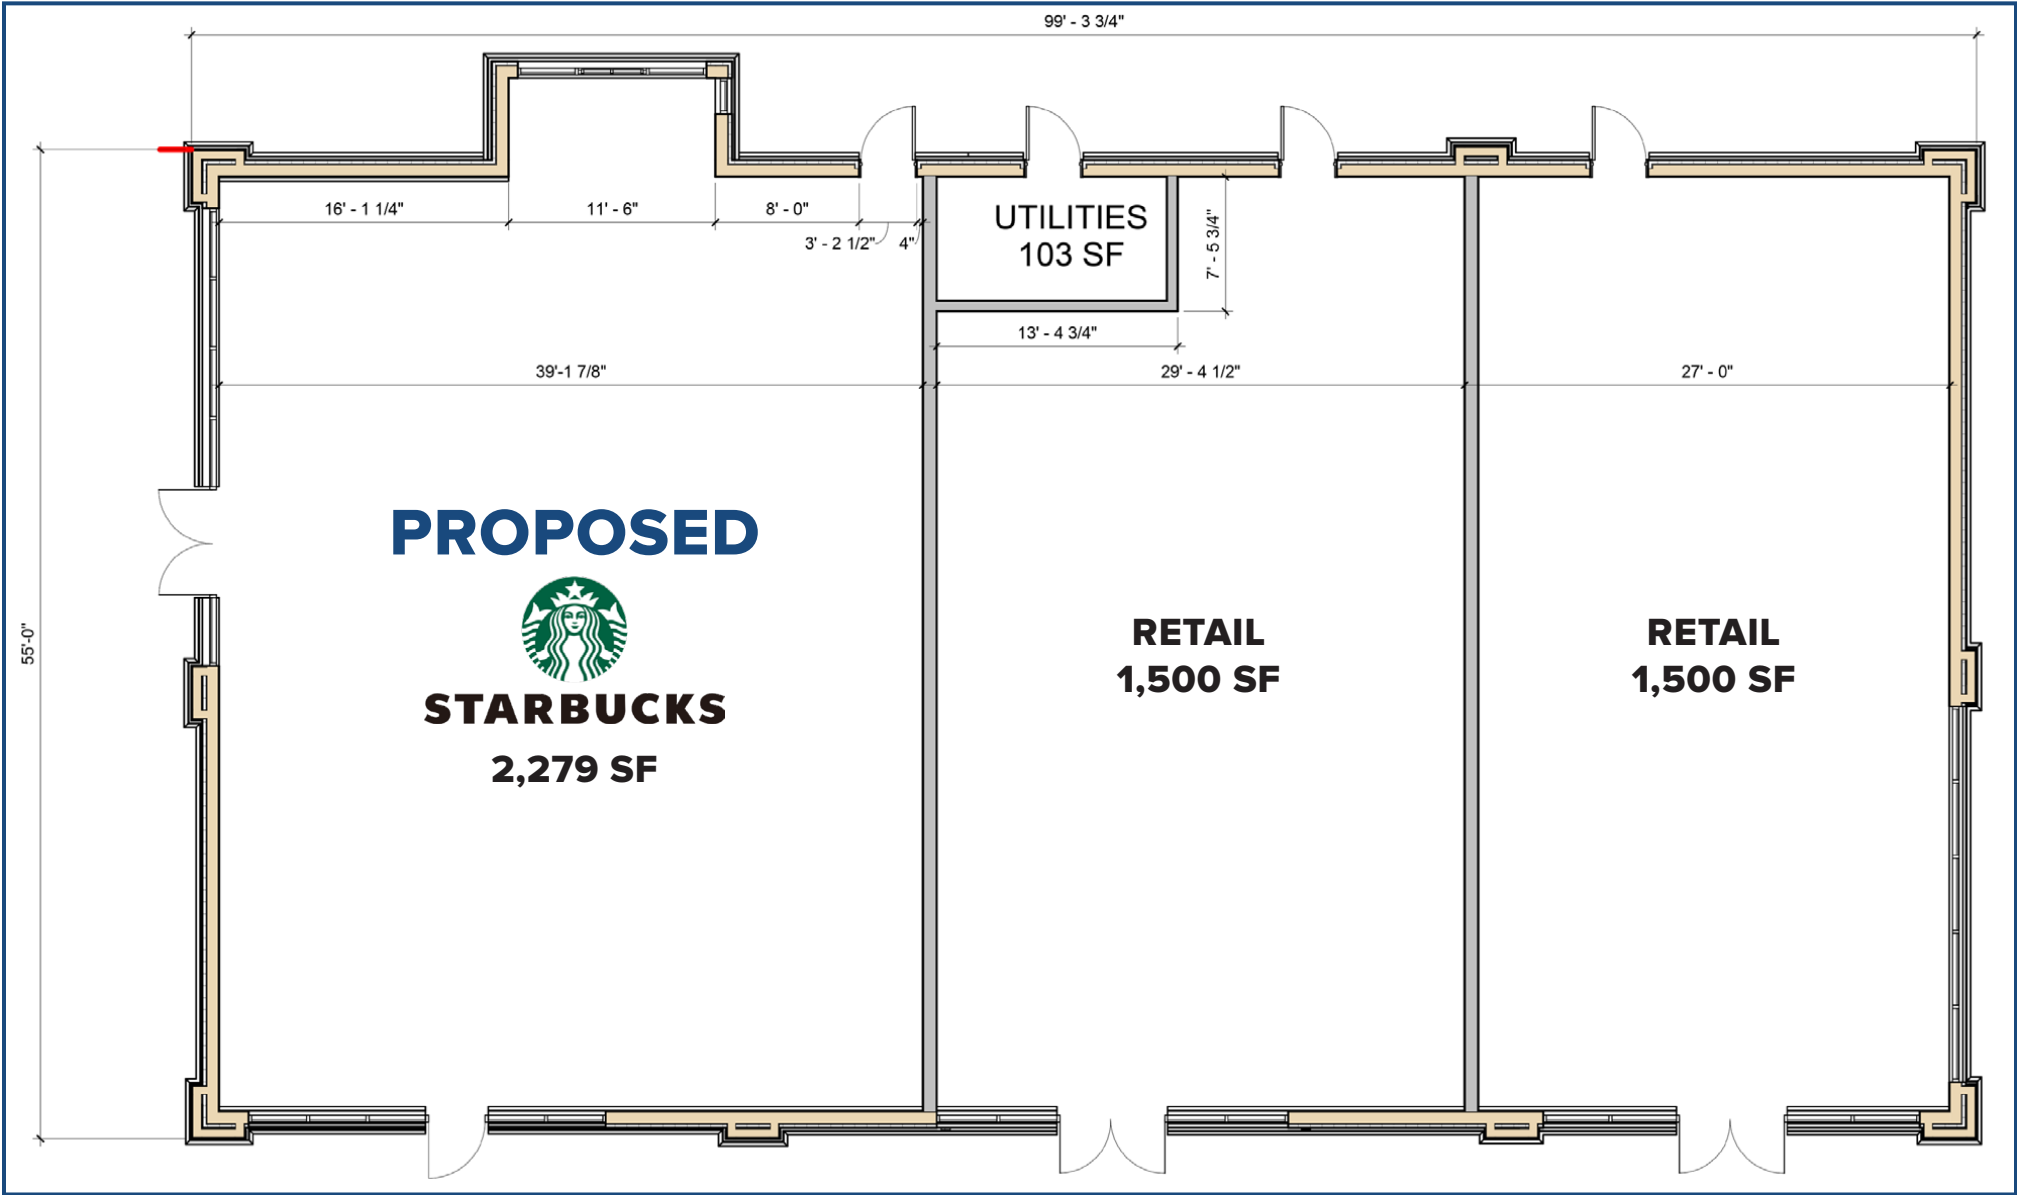 99' - 3 3/4"
16' - 1 1/4"
11' - 6"
8' - 0"
3' - 2 1/2"
4"
UTILITIES
103 SF
7' - 5 3/4"
13' - 4 3/4"
39'-1 7/8"
29' - 4 1/2"
27' - 0"
55'-0"
PROPOSED
STARBUCKS
2,279 SF
RETAIL
1,500 SF
RETAIL
1,500 SF